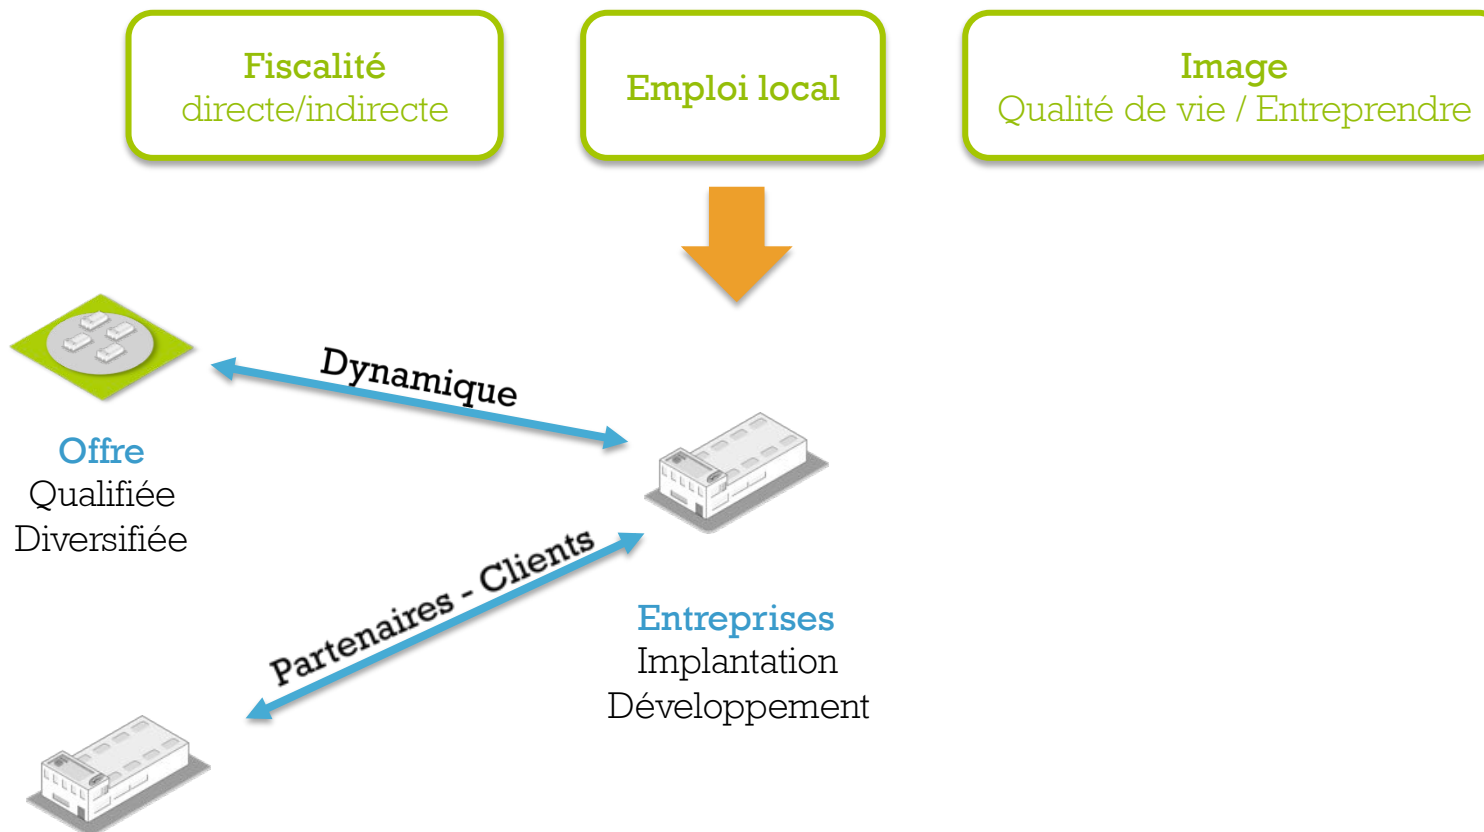 Fiscalité
directe/indirecte
Emploi local
Image
Qualité de vie / Entreprendre
Dynamique
Offre
Qualifiée
Diversifiée
Partenaires - Clients
Entreprises
Implantation
Développement